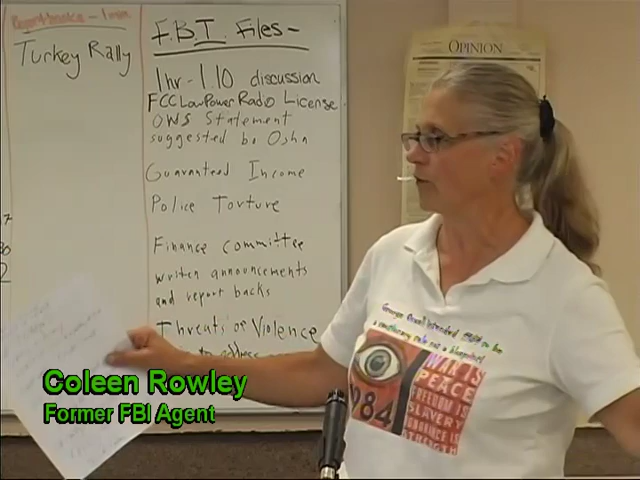 Turkey Rally
F.B.I. Files-
1hr-1:10 discussion
FCC Low Power Radio License
OWS Statement
suggested by Osha
Guaranteed Income
Police Torture
Finance committee
written announcements
and report backs
Threats of Violence
OPINION
George Orwell intended 1984 to be
a cautionary tale not a blueprint!
1984
WAR IS
PEACE
FREEDOM IS
SLAVERY
IGNORANCE IS
STRENGTH
Coleen Rowley
Former FBI Agent